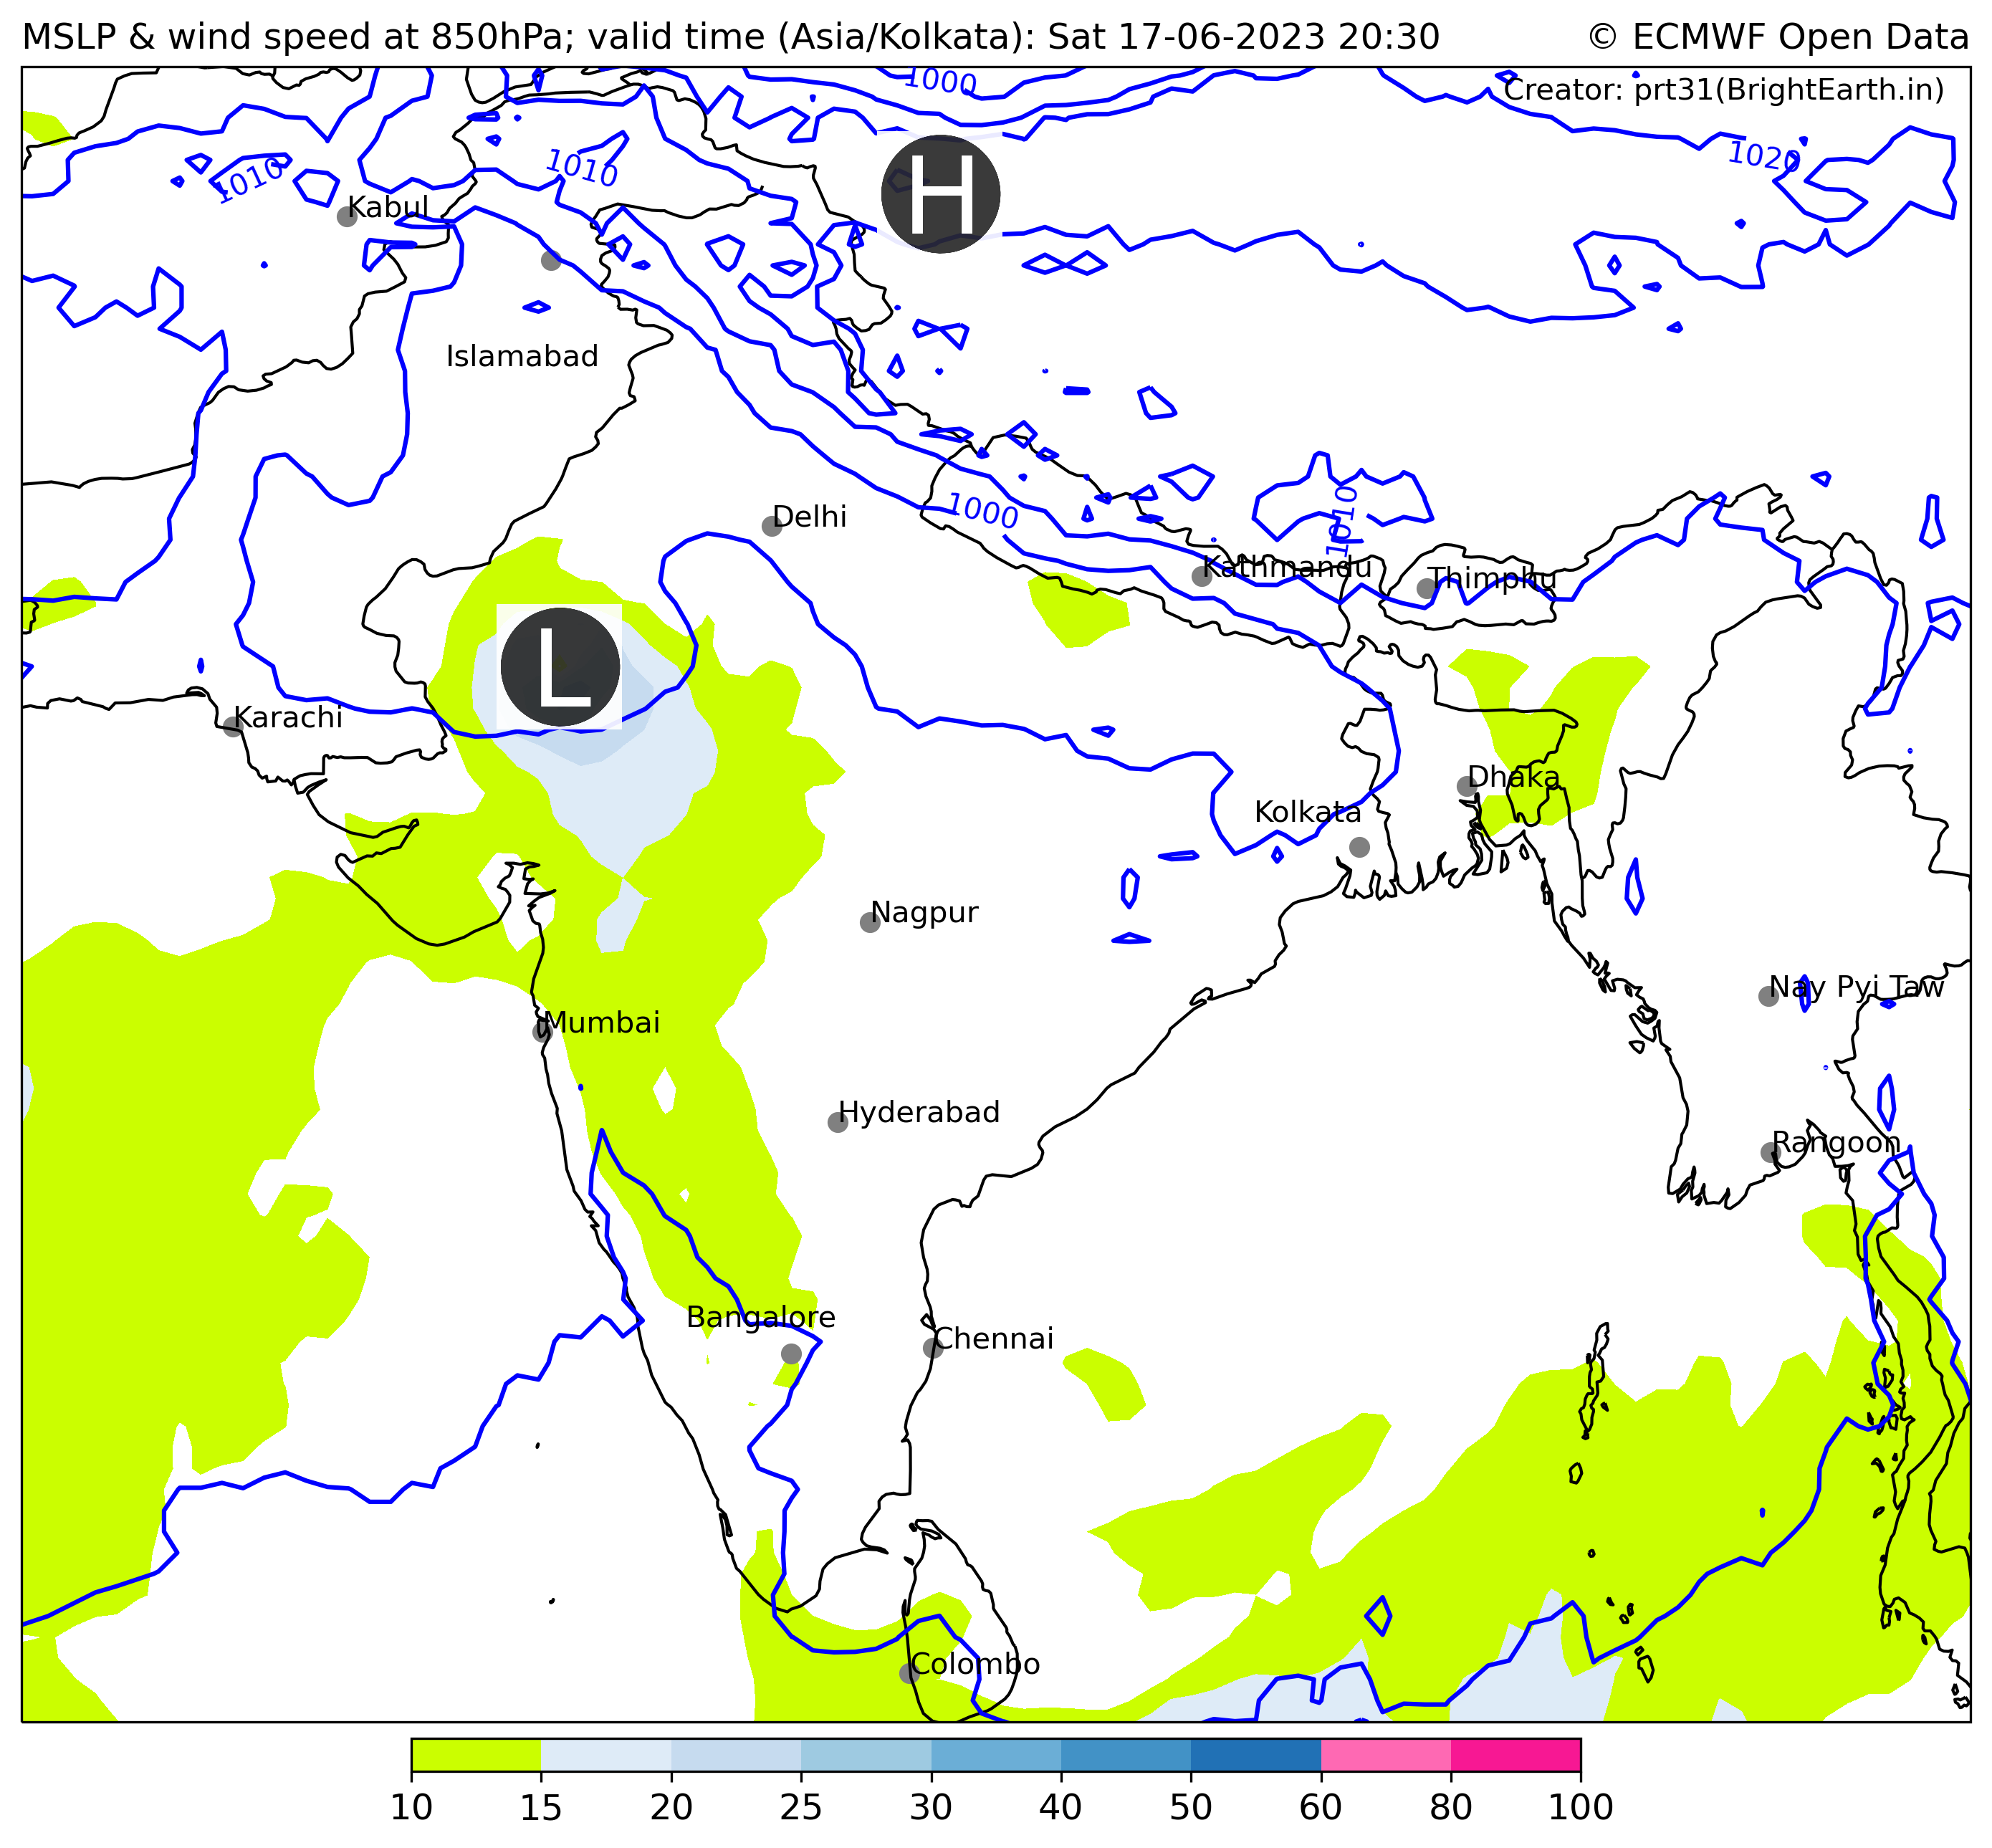 MSLP & wind speed at 850hPa; valid time (Asia/Kolkata): Sat 17-06-2023 20:30 © ECMWF Open Data
1000
Creator: prt31(BrightEarth.in)
1010
1010
1020
H
Kabul
Islamabad
1000
1010
Delhi
Kathmandu
Thimphu
L
Karachi
Dhaka
Kolkata
Nagpur
Nay Pyi Taw
Mumbai
Hyderabad
Rangoon
Bangalore
Chennai
Colombo
10 15 20 25 30 40 50 60 80 100